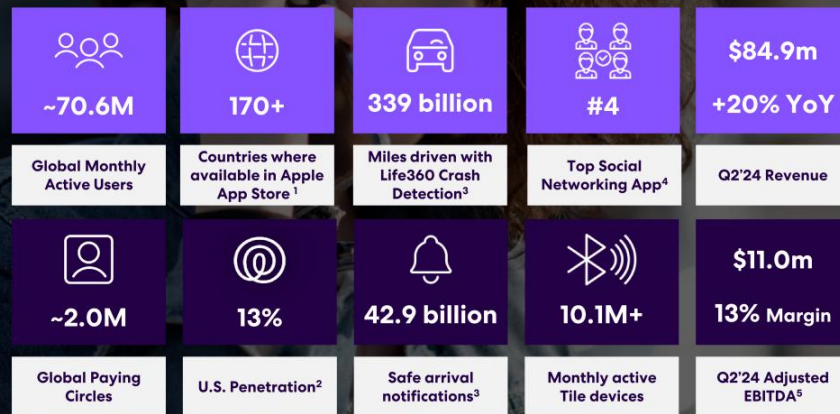 ~70.6M
170+
339 billion
#4
$84.9m
+20% YoY
Global Monthly
Active Users
Countries where
available in Apple
App Store ¹
Miles driven with
Life360 Crash
Detection³
Top Social
Networking App⁴
Q2'24 Revenue
~2.0M
13%
42.9 billion
10.1M+
$11.0m
13% Margin
Global Paying
Circles
U.S. Penetration²
Safe arrival
notifications³
Monthly active
Tile devices
Q2'24 Adjusted
EBITDA⁵